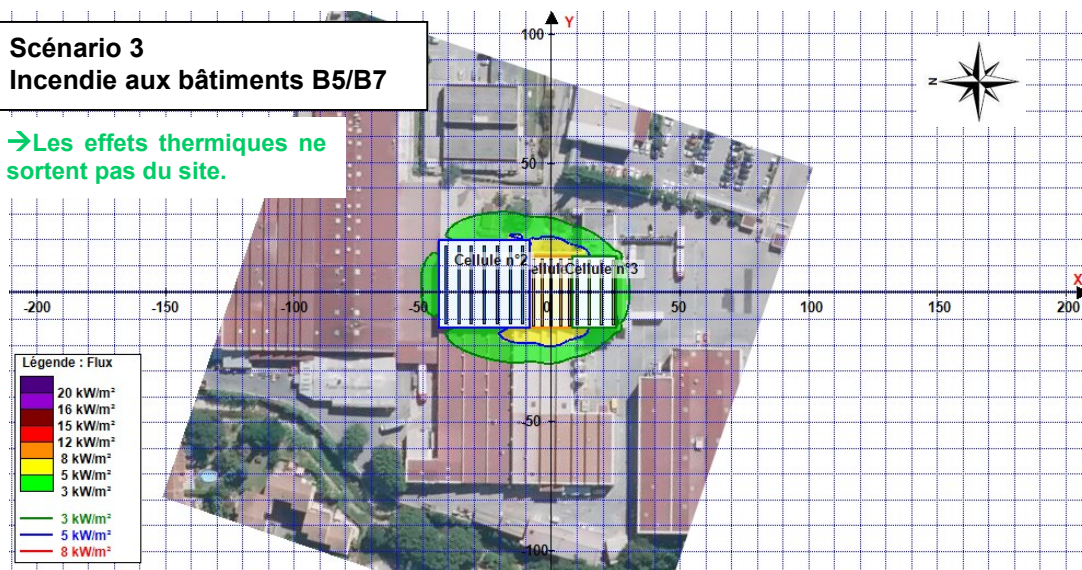 Scénario 3
Incendie aux bâtiments B5/B7
→Les effets thermiques ne
sortent pas du site.
N
Y
100
50
Cellule n°2
ellule
Cellule n°3
X
-200
-150
-100
-50
0
50
100
150
200
-50
-100
Légende : Flux
20 kW/m²
16 kW/m²
15 kW/m²
12 kW/m²
8 kW/m²
5 kW/m²
3 kW/m²
3 kW/m²
5 kW/m²
8 kW/m²